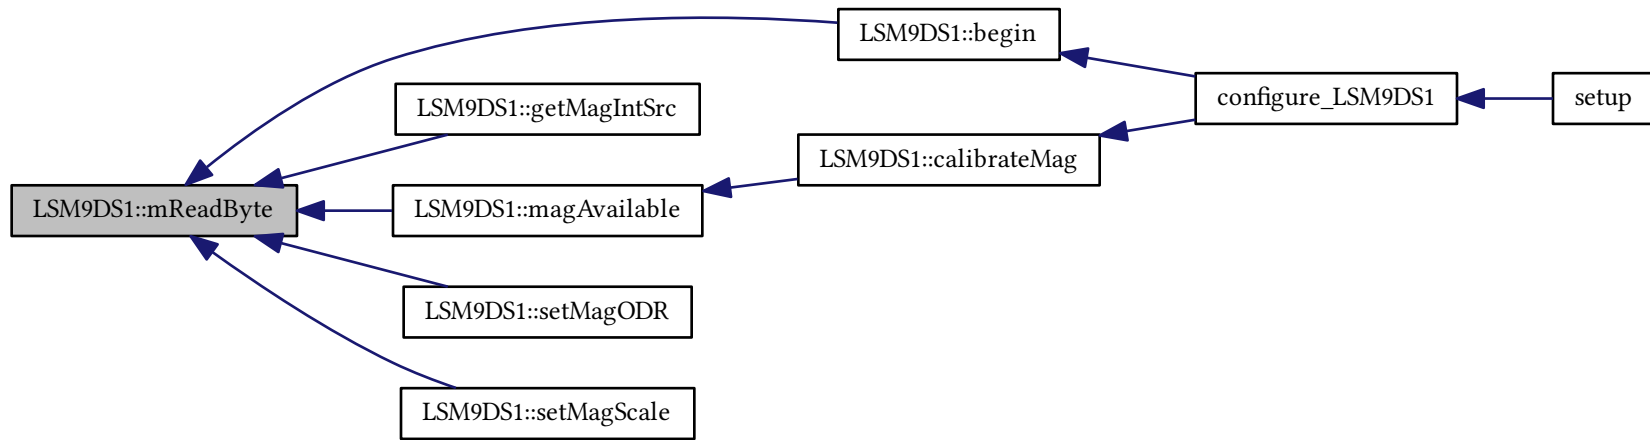 LSM9DS1::begin
LSM9DS1::getMagIntSrc
configure_LSM9DS1
setup
LSM9DS1::calibrateMag
LSM9DS1::mReadByte
LSM9DS1::magAvailable
LSM9DS1::setMagODR
LSM9DS1::setMagScale